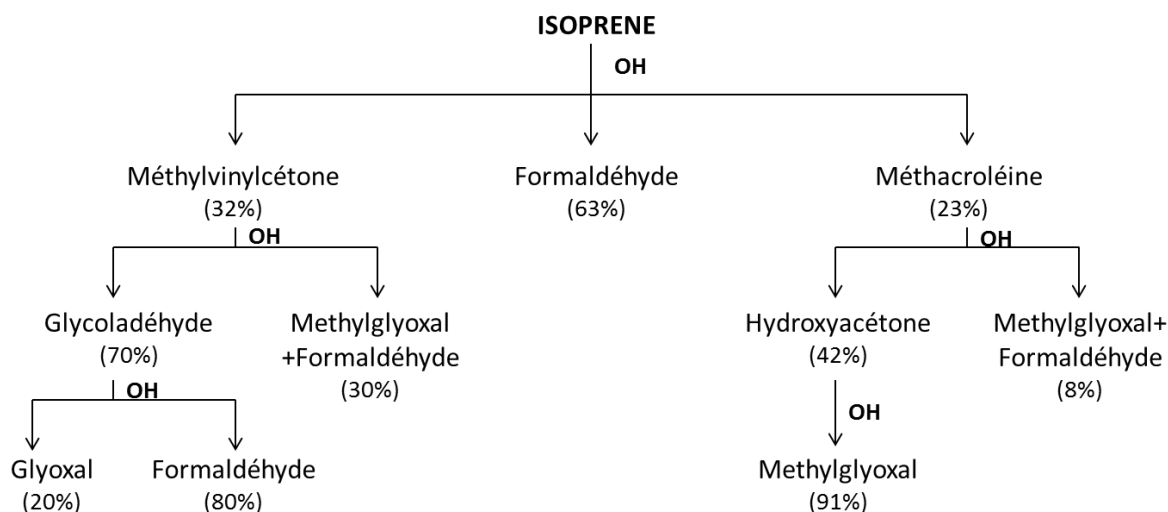 ISOPRENE
OH
Méthylvinylcétone
(32%)
Formaldéhyde
(63%)
Méthacroléine
(23%)
OH
OH
Glycoladéhyde
(70%)
Methylglyoxal
+Formaldéhyde
(30%)
Hydroxyacétone
(42%)
Methylglyoxal+
Formaldéhyde
(8%)
OH
OH
Glyoxal
(20%)
Formaldéhyde
(80%)
Methylglyoxal
(91%)